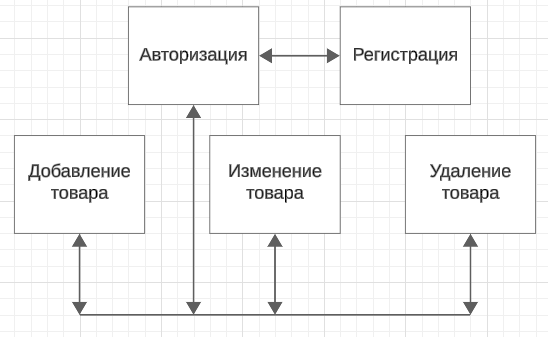 Авторизация
Регистрация
Добавление
товара
Изменение
товара
Удаление
товара